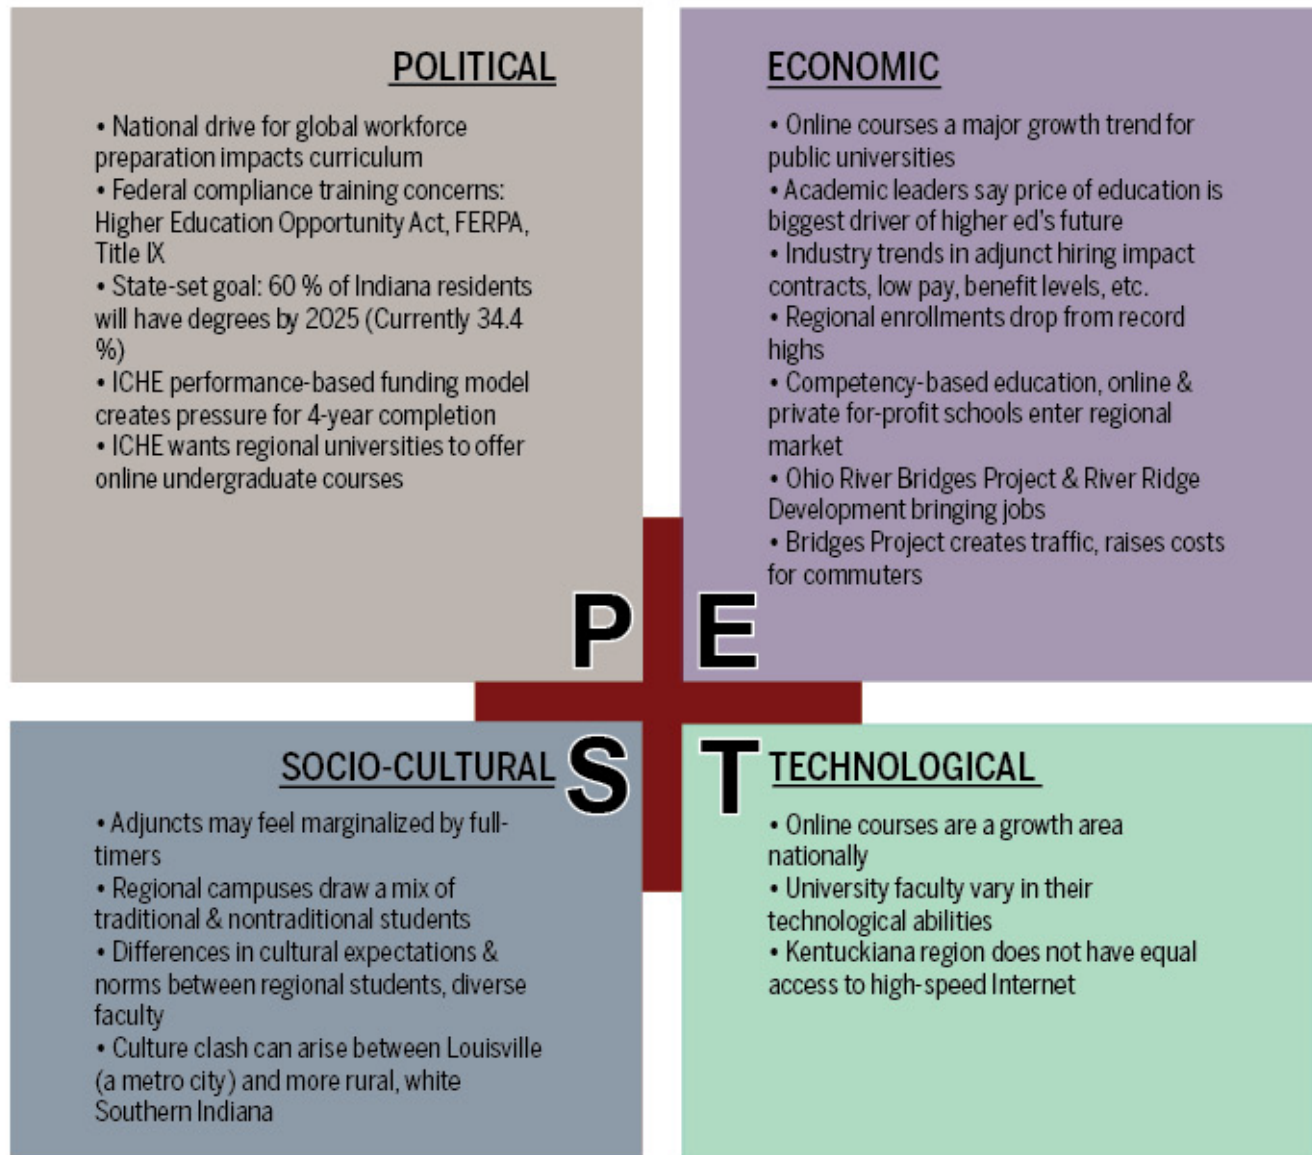 POLITICAL
• National drive for global workforce
preparation impacts curriculum
• Federal compliance training concerns:
Higher Education Opportunity Act, FERPA,
Title IX
• State-set goal: 60 % of Indiana residents
will have degrees by 2025 (Currently 34.4
%)
• ICHE performance-based funding model
creates pressure for 4-year completion
• ICHE wants regional universities to offer
online undergraduate courses
P
ECONOMIC
• Online courses a major growth trend for
public universities
• Academic leaders say price of education is
biggest driver of higher ed's future
• Industry trends in adjunct hiring impact
contracts, low pay, benefit levels, etc.
• Regional enrollments drop from record
highs
• Competency-based education, online &
private for-profit schools enter regional
market
• Ohio River Bridges Project & River Ridge
Development bringing jobs
• Bridges Project creates traffic, raises costs
for commuters
E
SOCIO-CULTURAL
S
• Adjuncts may feel marginalized by full-
timers
• Regional campuses draw a mix of
traditional & nontraditional students
• Differences in cultural expectations &
norms between regional students, diverse
faculty
• Culture clash can arise between Louisville
(a metro city) and more rural, white
Southern Indiana
T
TECHNOLOGICAL
• Online courses are a growth area
nationally
• University faculty vary in their
technological abilities
• Kentuckiana region does not have equal
access to high-speed Internet